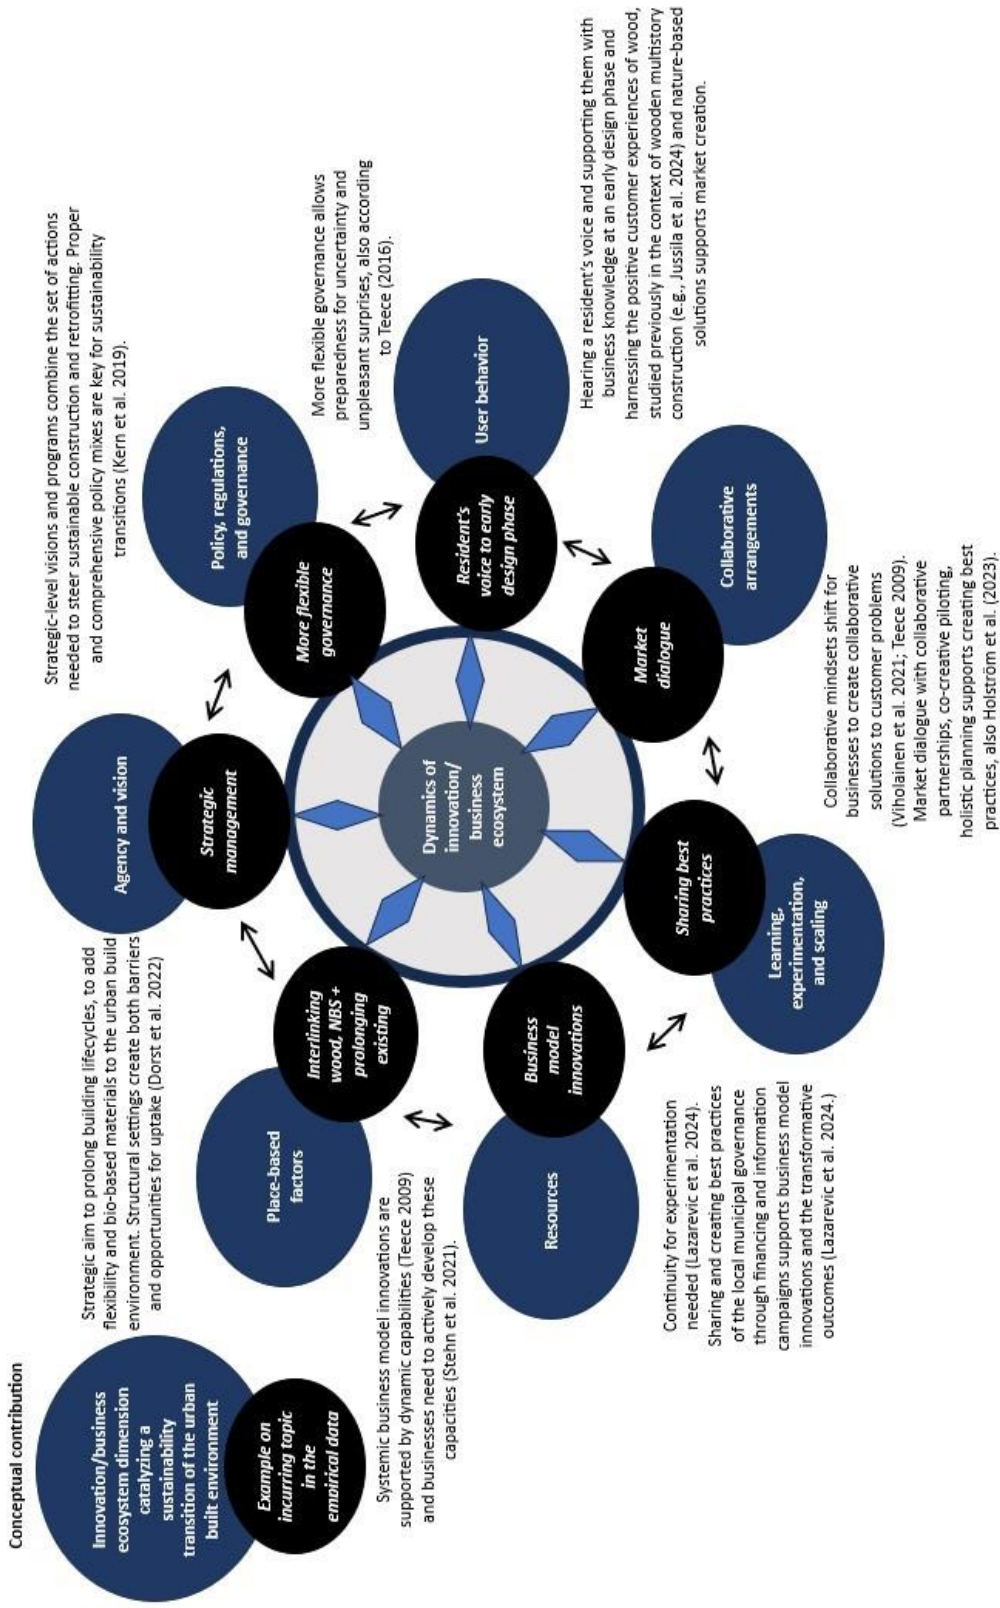 Conceptual contribution
Innovation/business
ecosystem dimension
catalyzing a
sustainability
transition of the urban
built environment
Example on
incurring topic
in the
empirical data
Strategic aim to prolong building lifecycles, to add
flexibility and bio-based materials to the urban build
environment. Structural settings create both barriers
and opportunities for uptake (Dorst et al. 2022)
Strategic-level visions and programs combine the set of actions
needed to steer sustainable construction and retrofitting. Proper
and comprehensive policy mixes are key for sustainability
transitions (Kern et al. 2019).
Agency and vision
Strategic
management
Policy, regulations,
and governance
More flexible
governance
More flexible governance allows
preparedness for uncertainty and
unpleasant surprises, also according
to Teece (2016).
Place-based
factors
Interlinking
wood, NBS +
prolonging
existing
Dynamics of
innovation/
business
ecosystem
User behavior
Resident's
voice to early
design phase
Systemic business model innovations are
supported by dynamic capabilities (Teece 2009)
and businesses need to actively develop these
capacities (Stehn et al. 2021).
Resources
Business
model
innovations
Hearing a resident's voice and supporting them with
business knowledge at an early design phase and
harnessing the positive customer experiences of wood,
studied previously in the context of wooden multistory
construction (e.g., Jussila et al. 2024) and nature-based
solutions supports market creation.
Market
dialogue
Collaborative
arrangements
Sharing best
practices
Learning,
experimentation,
and scaling
Continuity for experimentation
needed (Lazarevic et al. 2024).
Sharing and creating best practices
of the local municipal governance
through financing and information
campaigns supports business model
innovations and the transformative
outcomes (Lazarevic et al. 2024.)
Collaborative mindsets shift for
businesses to create collaborative
solutions to customer problems
(Viholainen et al. 2021; Teece 2009).
Market dialogue with collaborative
partnerships, co-creative piloting,
holistic planning supports creating best
practices, also Holström et al. (2023).